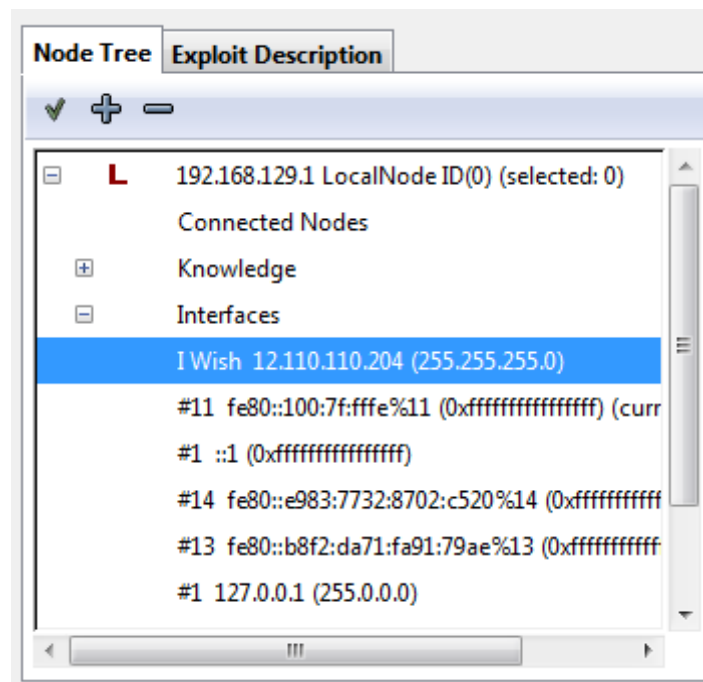 Node Tree Exploit Description
L 192.168.129.1 LocalNode ID(0) (selected: 0)
Connected Nodes
Knowledge
Interfaces
I Wish 12.110.110.204 (255.255.255.0)
#11 fe80::100:7f:fffe%11 (0xffffffffffffffff) (curr
#1 ::1 (0xffffffffffffffff)
#14 fe80::e983:7732:8702:c520%14 (0xfffffffffff
#13 fe80::b8f2:da71:fa91:79ae%13 (0xffffffffffff
#1 127.0.0.1 (255.0.0.0)